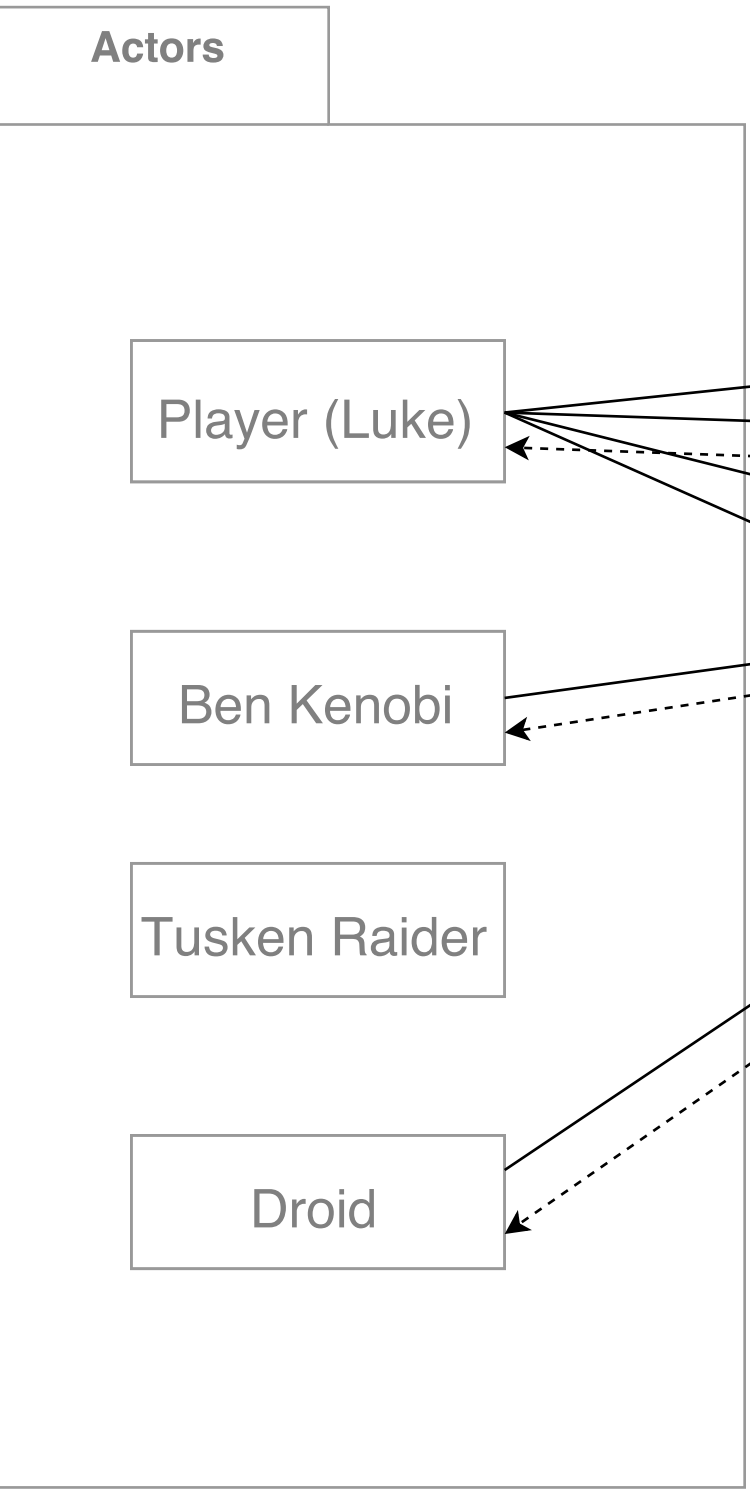 Actors
Player (Luke)
Ben Kenobi
Tusken Raider
Droid